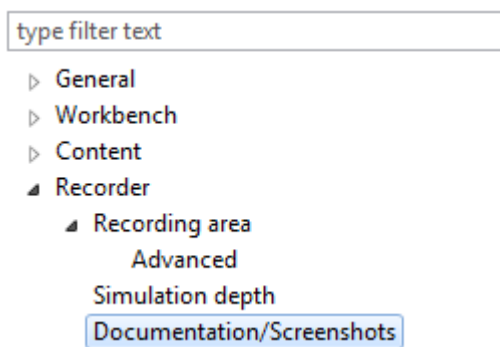 type filter text
General
Workbench
Content
Recorder
Recording area
Advanced
Simulation depth
Documentation/Screenshots